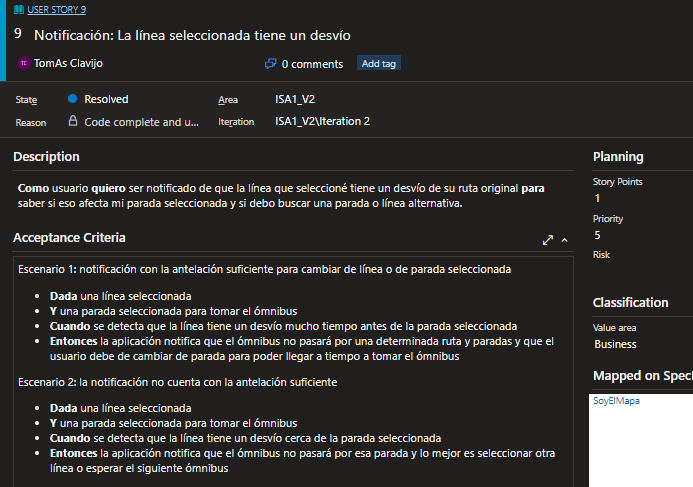 USER STORY 9
9 Notificación: La línea seleccionada tiene un desvío
TC TomAs Clavijo 0 comments Add tag
State Resolved Area ISA1_V2
Reason Code complete and u... Iteration ISA1_V2\Iteration 2
Description
Como usuario quiero ser notificado de que la línea que seleccioné tiene un desvío de su ruta original para
saber si eso afecta mi parada seleccionada y si debo buscar una parada o línea alternativa.
Acceptance Criteria
Escenario 1: notificación con la antelación suficiente para cambiar de línea o de parada seleccionada
Dada una línea seleccionada
Y una parada seleccionada para tomar el ómnibus
Cuando se detecta que la línea tiene un desvío mucho tiempo antes de la parada seleccionada
Entonces la aplicación notifica que el ómnibus no pasará por una determinada ruta y paradas y que el
usuario debe de cambiar de parada para poder llegar a tiempo a tomar el ómnibus
Escenario 2: la notificación no cuenta con la antelación suficiente
Dada una línea seleccionada
Y una parada seleccionada para tomar el ómnibus
Cuando se detecta que la línea tiene un desvío cerca de la parada seleccionada
Entonces la aplicación notifica que el ómnibus no pasará por esa parada y lo mejor es seleccionar otra
línea o esperar el siguiente ómnibus
Planning
Story Points
1
Priority
5
Risk
Classification
Value area
Business
Mapped on Spec
SoyElMapa